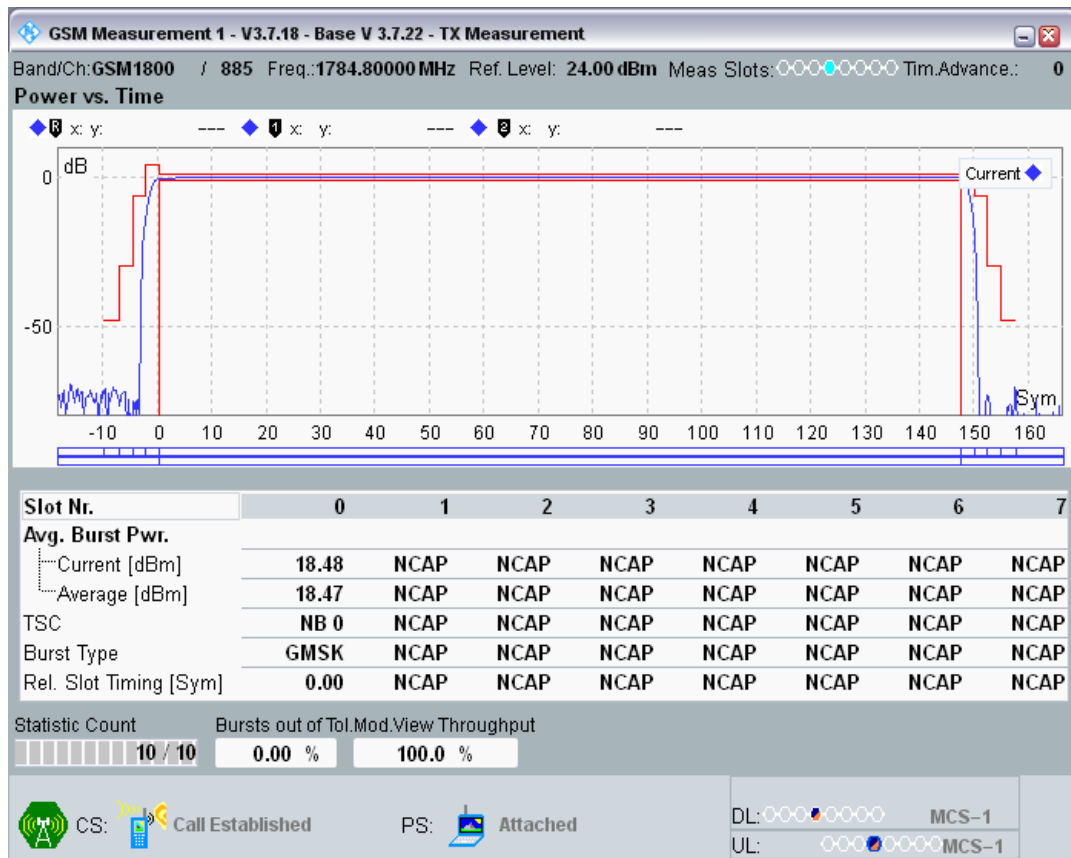 GSM Measurement 1 - V3.7.18 - Base V 3.7.22 - TX Measurement
Band/Ch:GSM1800 / 885 Freq.:1784.80000 MHz Ref. Level: 24.00 dBm Meas Slots: Tim.Advance.: 0
Power vs. Time
R x: y: --- 1 x: y: --- 2 x: y: ---
dB
0
Current
-50
Sym
-10 0 10 20 30 40 50 60 70 80 90 100 110 120 130 140 150 160
Slot Nr. 0 1 2 3 4 5 6 7
Avg. Burst Pwr.
Current [dBm] 18.48 NCAP NCAP NCAP NCAP NCAP NCAP NCAP
Average [dBm] 18.47 NCAP NCAP NCAP NCAP NCAP NCAP NCAP
TSC NB 0 NCAP NCAP NCAP NCAP NCAP NCAP NCAP
Burst Type GMSK NCAP NCAP NCAP NCAP NCAP NCAP NCAP
Rel. Slot Timing [Sym] 0.00 NCAP NCAP NCAP NCAP NCAP NCAP NCAP
Statistic Count Bursts out of Tol.Mod.View Throughput
10 / 10 0.00 % 100.0 %
CS: Call Established PS: Attached
DL: MCS-1
UL: MCS-1